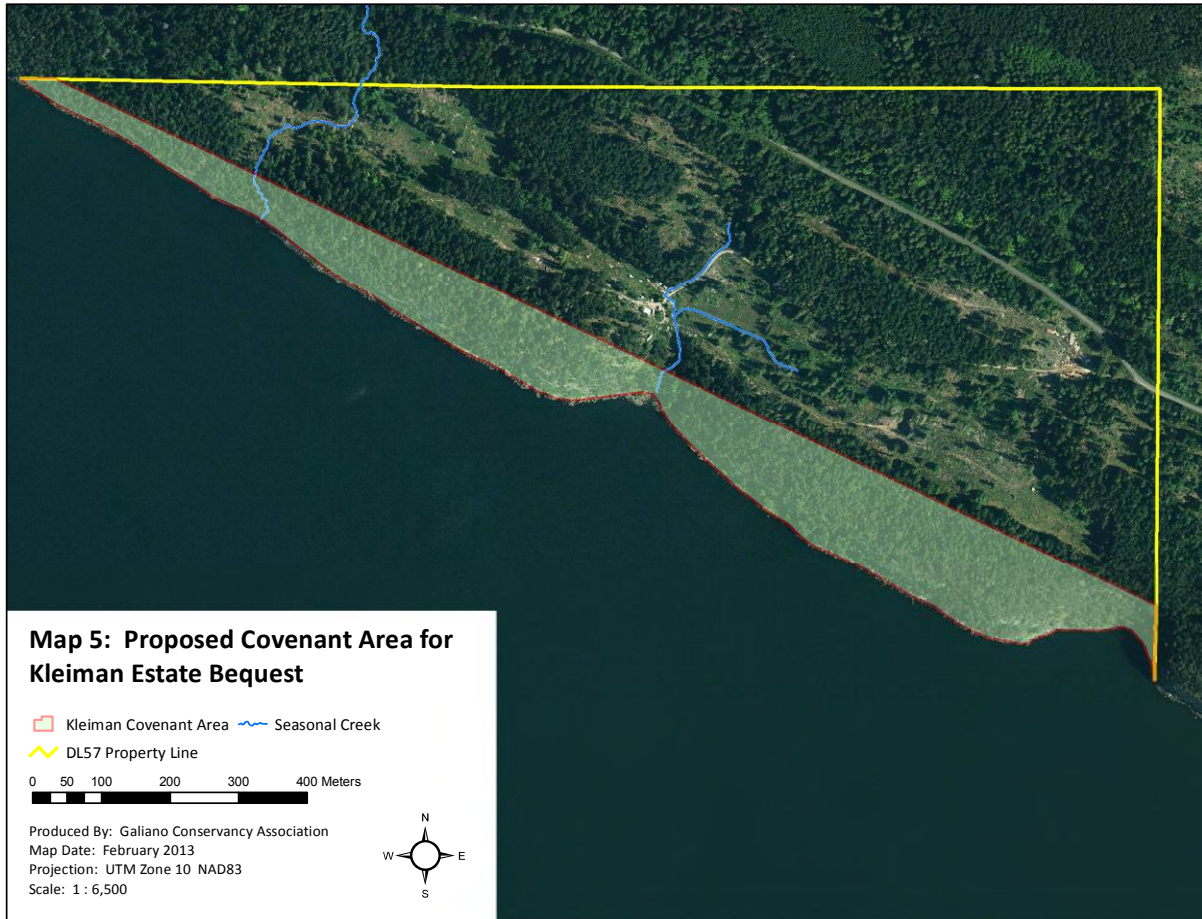 Map 5: Proposed Covenant Area for
Kleiman Estate Bequest
Kleiman Covenant Area Seasonal Creek
DL57 Property Line
0 50 100 200 300 400 Meters
Produced By: Galiano Conservancy Association
Map Date: February 2013
Projection: UTM Zone 10 NAD83
Scale: 1 : 6,500
N
W E
S